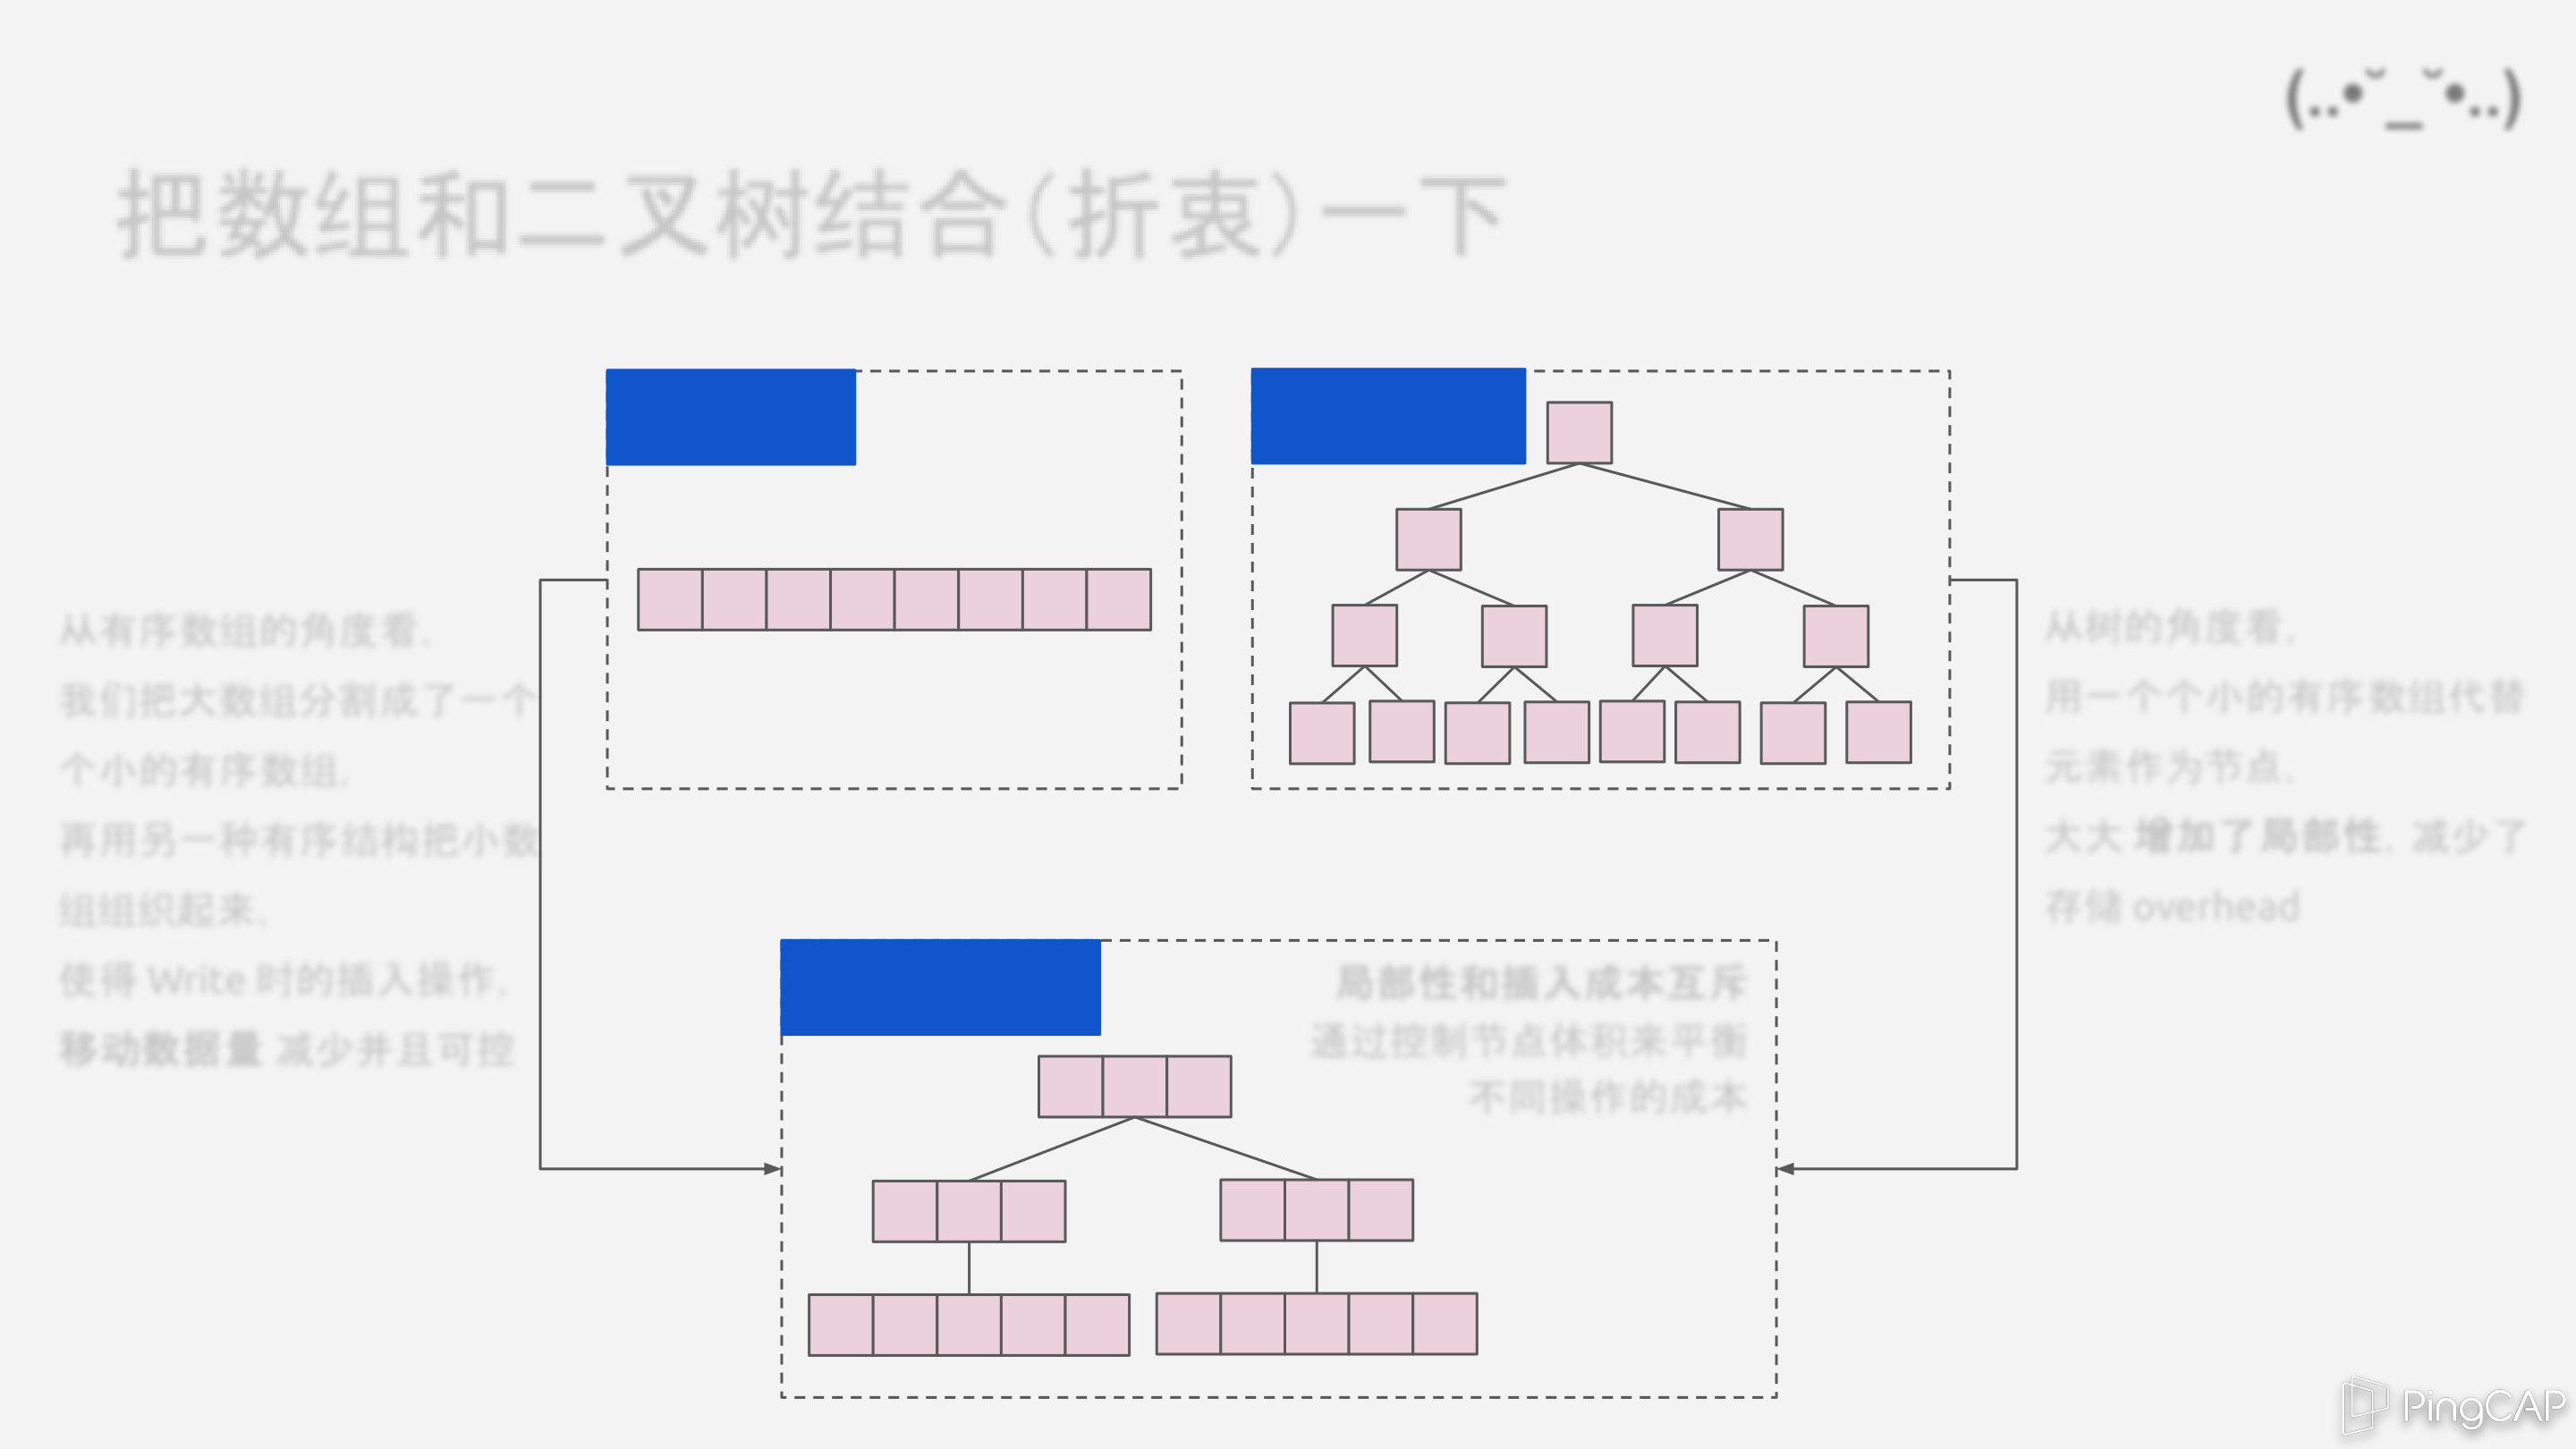 (..•˘_˘•..)
把数组和二叉树结合（折衷）一下
从有序数组的角度看，
我们把大数组分割成了一个
个小的有序数组，
再用另一种有序结构把小数
组组织起来，
使得 Write 时的插入操作，
移动数据量 减少并且可控
从树的角度看，
用一个个小的有序数组代替
元素作为节点，
大大 增加了局部性，减少了
存储 overhead
局部性和插入成本互斥
通过控制节点体积来平衡
不同操作的成本
PingCAP